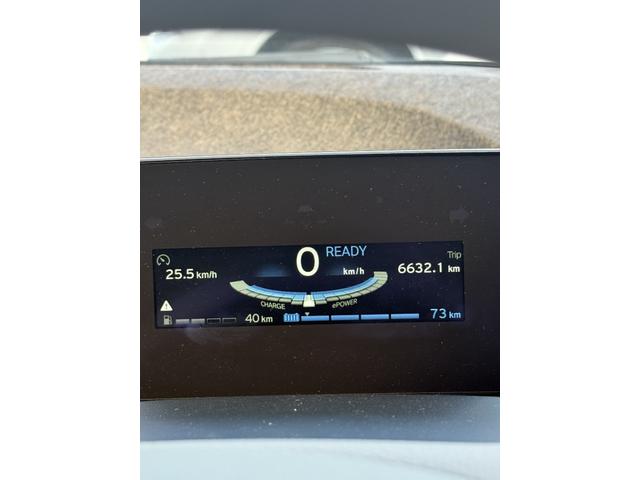 READY
Trip
0 km/h
25.5 km/h
6632.1 km
CHARGE
ePOWER
40 km
73 km